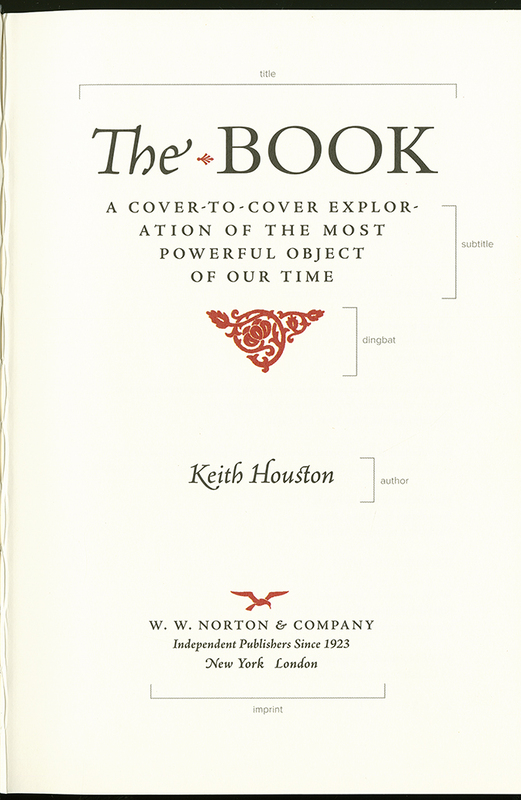 title
The BOOK
A COVER-TO-COVER EXPLOR-
ATION OF THE MOST
POWERFUL OBJECT
OF OUR TIME
subtitle
dingbat
Keith Houston
author
W. W. NORTON & COMPANY
Independent Publishers Since 1923
New York London
imprint